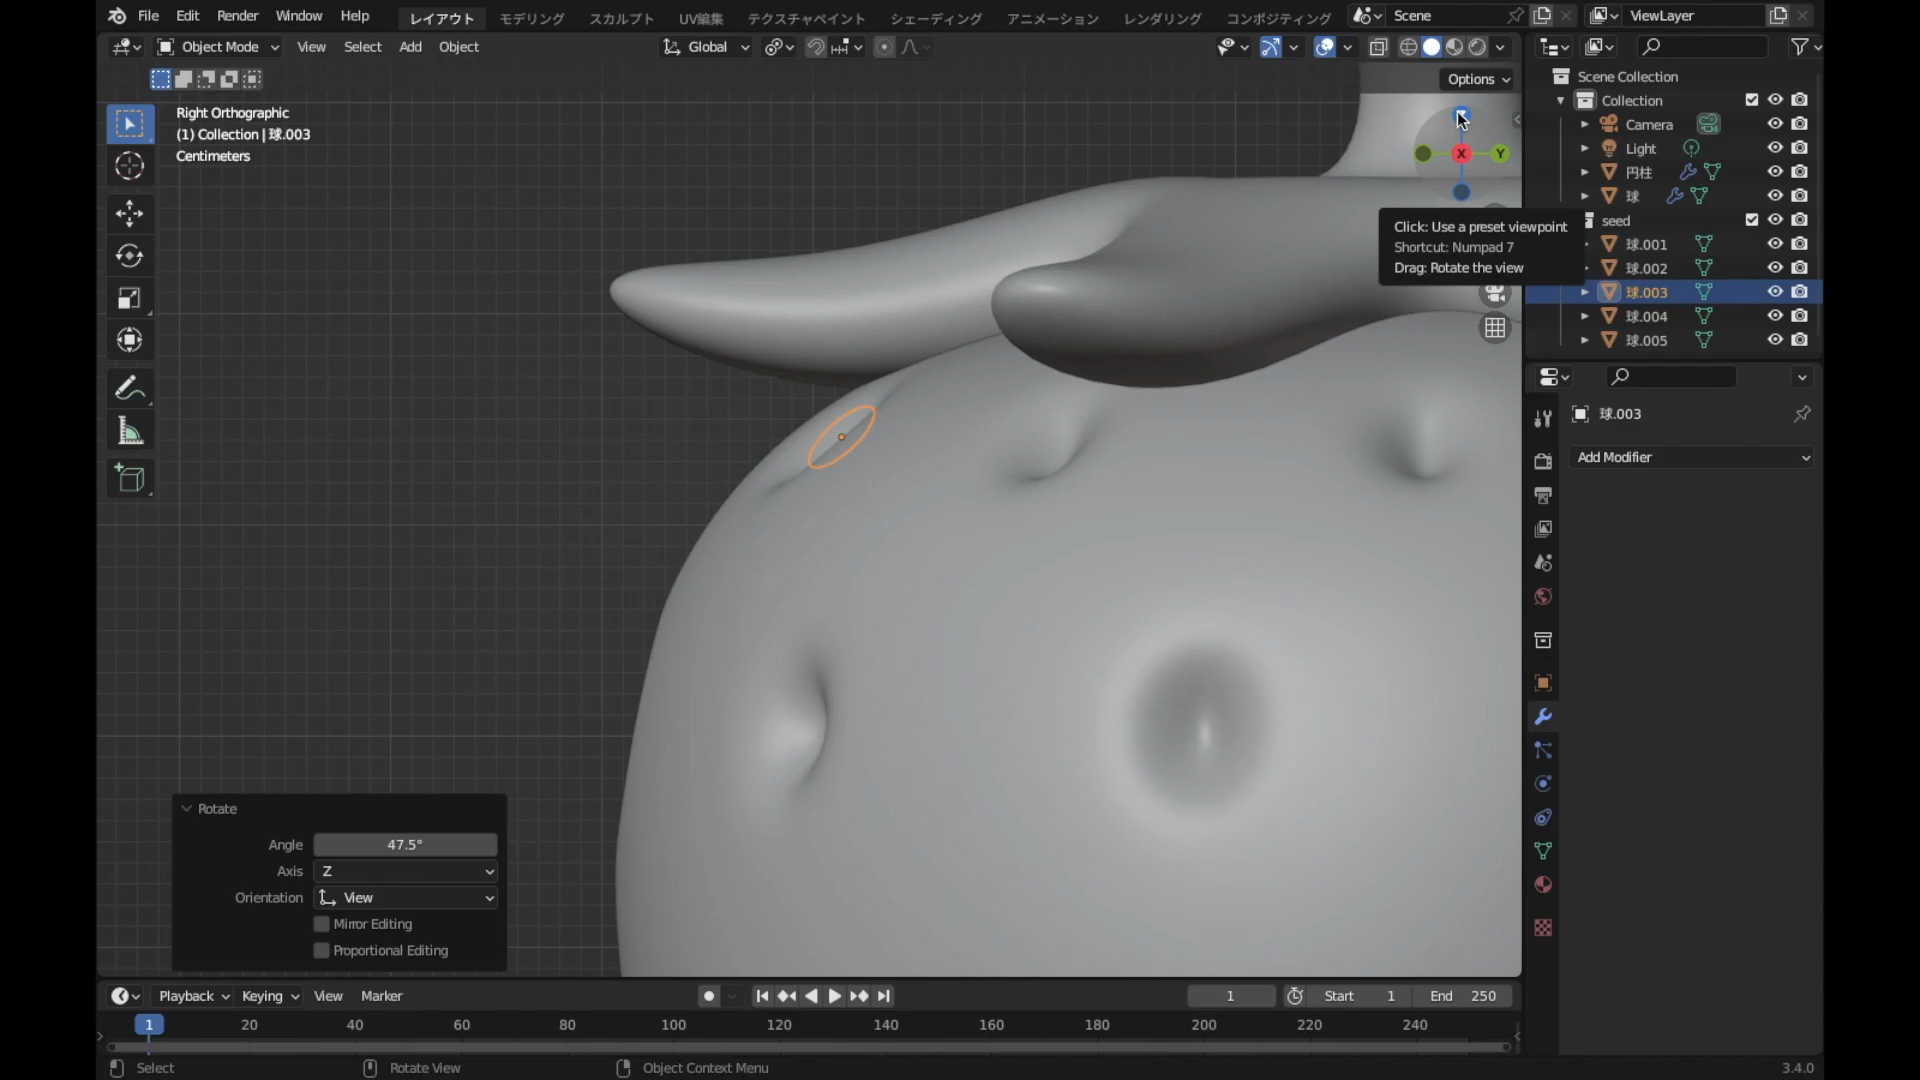 File Edit Render Window Help レイアウト モデリング スカルプト UV編集 テクスチャペイント シェーディング アニメーション レンダリング コンポジティング Scene ViewLayer
Object Mode View Select Add Object Global
Options
Right Orthographic
(1) Collection | 球.003
Centimeters
X Y
Click: Use a preset viewpoint
Shortcut: Numpad 7
Drag: Rotate the view
Scene Collection
Collection
Camera
Light
円柱
球
seed
球.001
球.002
球.003
球.004
球.005
球.003
Add Modifier
Rotate
Angle 47.5°
Axis Z
Orientation View
Mirror Editing
Proportional Editing
Playback Keying View Marker 1 Start 1 End 250
1 20 40 60 80 100 120 140 160 180 200 220 240
Select Rotate View Object Context Menu 3.4.0